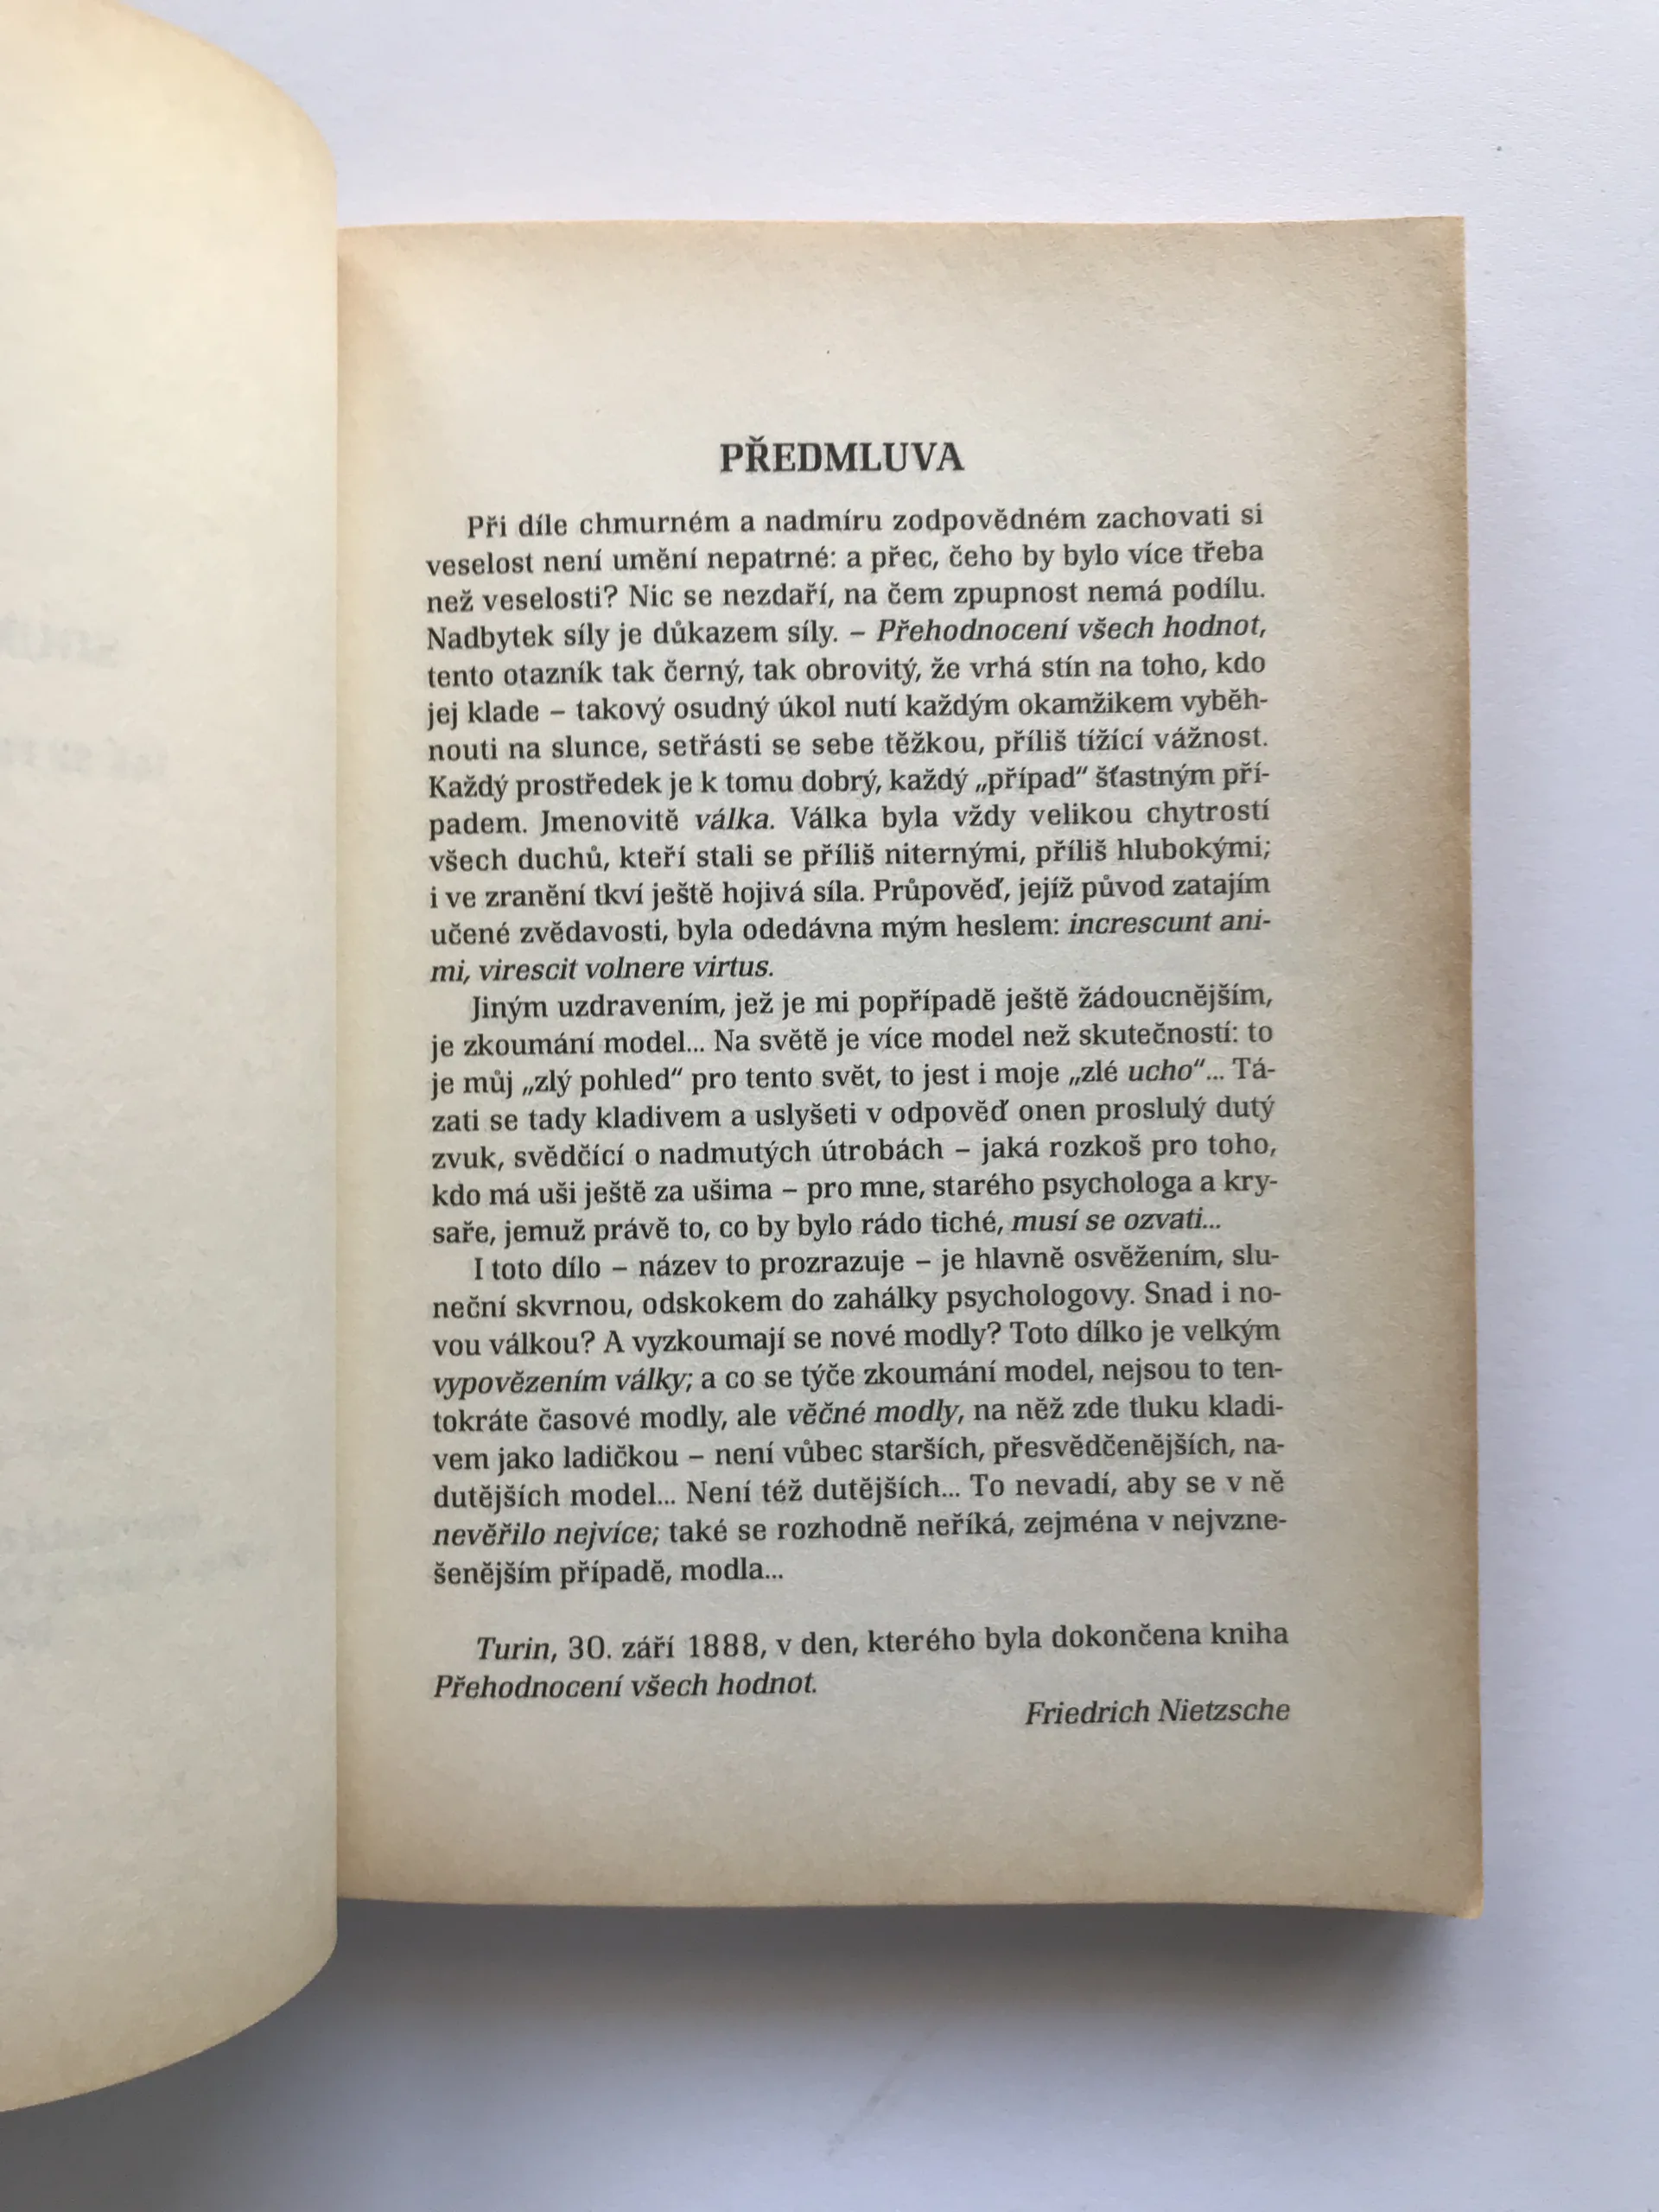 PŘEDMLUVA
Při díle chmurném a nadmíru zodpovědném zachovati si
veselost není umění nepatrné: a přec, čeho by bylo více třeba
než veselosti? Nic se nezdaří, na čem zpupnost nemá podílu.
Nadbytek síly je důkazem síly. – Přehodnocení všech hodnot,
tento otazník tak černý, tak obrovitý, že vrhá stín na toho, kdo
jej klade – takový osudný úkol nutí každým okamžikem vyběh-
nouti na slunce, setřásti se sebe těžkou, příliš tížící vážnost.
Každý prostředek je k tomu dobrý, každý „případ“ šťastným pří-
padem. Jmenovitě válka. Válka byla vždy velikou chytrostí
všech duchů, kteří stali se příliš niternými, příliš hlubokými;
i ve zranění tkví ještě hojivá síla. Průpověď, jejíž původ zatajím
učené zvědavosti, byla odedávna mým heslem: increscunt ani-
mi, virescit volnere virtus.
Jiným uzdravením, jež je mi popřípadě ještě žádoucnějším,
je zkoumání model... Na světě je více model než skutečností: to
je můj „zlý pohled“ pro tento svět, to jest i moje „zlé ucho“... Tá-
zati se tady kladivem a uslyšeti v odpověď onen proslulý dutý
zvuk, svědčící o nadmutých útrobách – jaká rozkoš pro toho,
kdo má uši ještě za ušima – pro mne, starého psychologa a kry-
saře, jemuž právě to, co by bylo rádo tiché, musí se ozvati...
I toto dílo – název to prozrazuje – je hlavně osvěžením, slu-
neční skvrnou, odskokem do zahálky psychologovy. Snad i no-
vou válkou? A vyzkoumají se nové modly? Toto dílko je velkým
vypovězením války; a co se týče zkoumání model, nejsou to ten-
tokráte časové modly, ale věčné modly, na něž zde tluku kladi-
vem jako ladičkou – není vůbec starších, přesvědčenějších, na-
dutějších model... Není též dutějších... To nevadí, aby se v ně
nevěřilo nejvíce; také se rozhodně neříká, zejména v nejvzne-
šenějším případě, modla...
Turin, 30. září 1888, v den, kterého byla dokončena kniha
Přehodnocení všech hodnot.
Friedrich Nietzsche